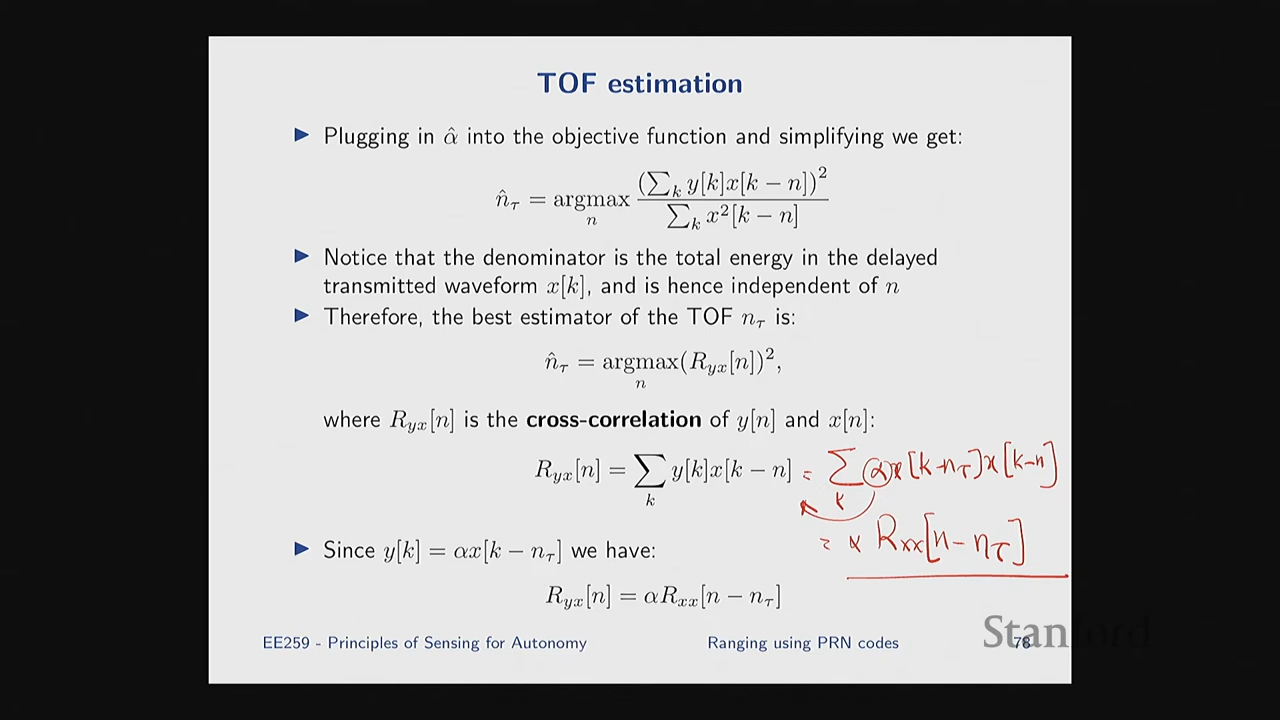 TOF estimation
▶ Plugging in α̂ into the objective function and simplifying we get:
n̂_τ = argmax_n (∑_k y[k]x[k − n])² / ∑_k x²[k − n]
▶ Notice that the denominator is the total energy in the delayed
transmitted waveform x[k], and is hence independent of n
▶ Therefore, the best estimator of the TOF n_τ is:
n̂_τ = argmax_n (R_yx[n])²,
where R_yx[n] is the cross-correlation of y[n] and x[n]:
R_yx[n] = ∑_k y[k]x[k − n] = ∑_k αx[k−n_τ]x[k−n]
= α R_xx[n − n_τ]
▶ Since y[k] = αx[k − n_τ] we have:
R_yx[n] = αR_xx[n − n_τ]
EE259 - Principles of Sensing for Autonomy Ranging using PRN codes 78
Stanford